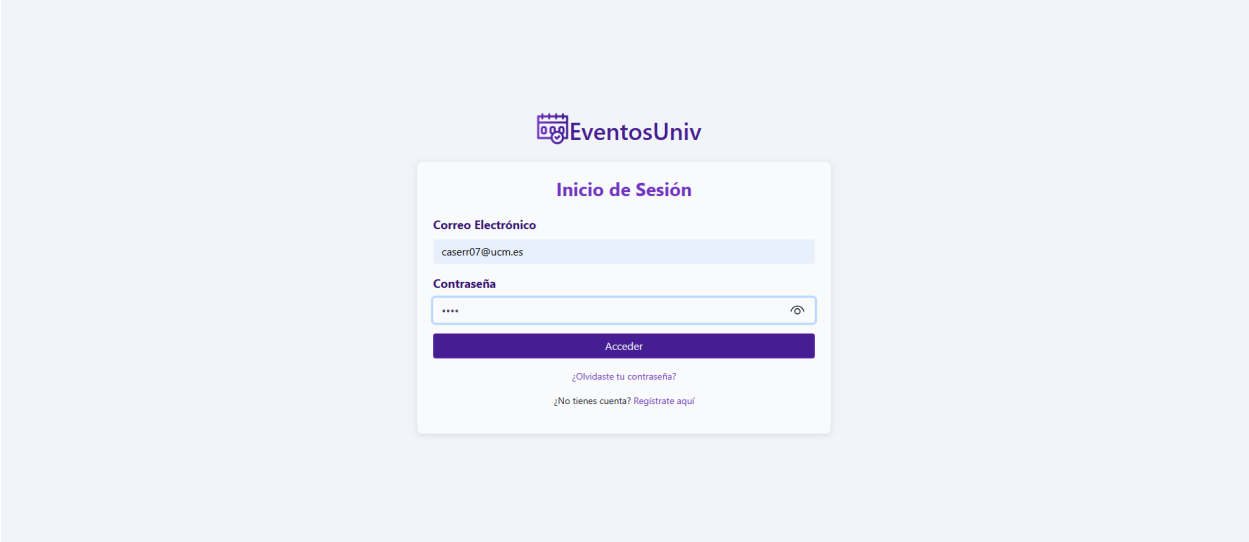 EventosUniv
Inicio de Sesión
Correo Electrónico
caserr07@ucm.es
Contraseña
••••
Acceder
¿Olvidaste tu contraseña?
¿No tienes cuenta? Regístrate aquí